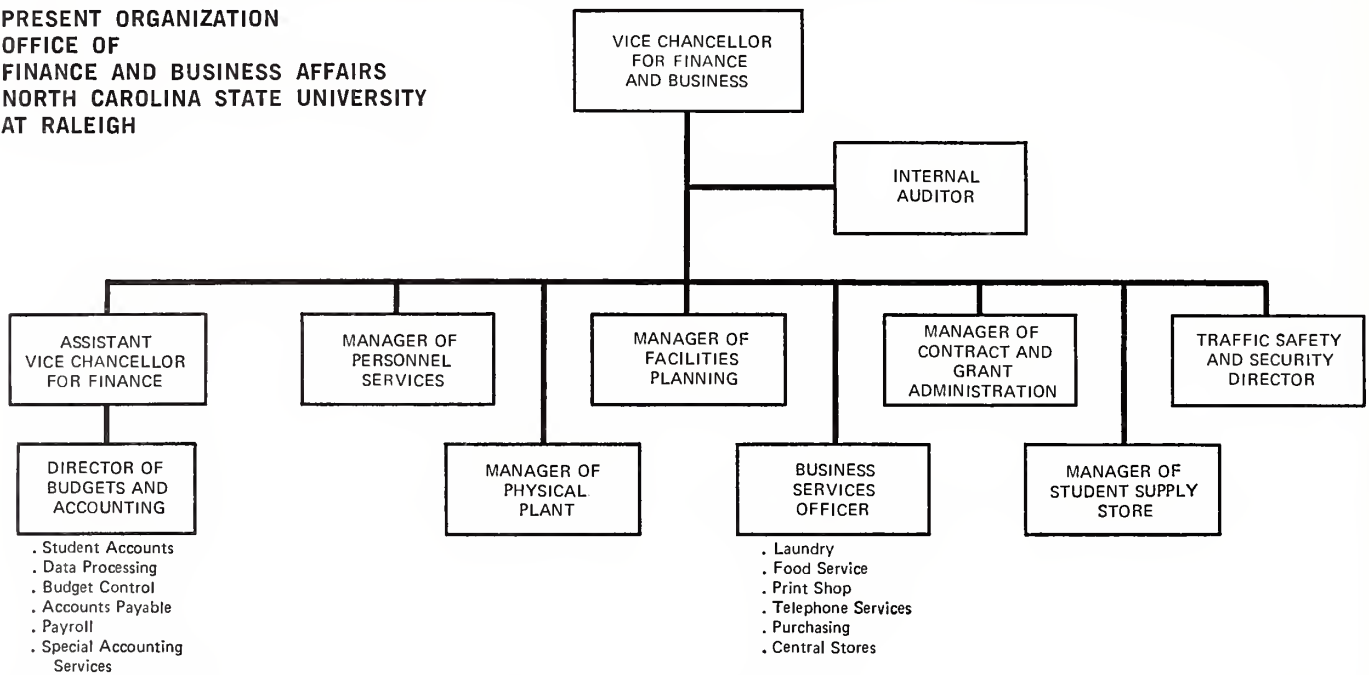 PRESENT ORGANIZATION
OFFICE OF
FINANCE AND BUSINESS AFFAIRS
NORTH CAROLINA STATE UNIVERSITY
AT RALEIGH
VICE CHANCELLOR
FOR FINANCE
AND BUSINESS
INTERNAL
AUDITOR
ASSISTANT
VICE CHANCELLOR
FOR FINANCE
MANAGER OF
PERSONNEL
SERVICES
MANAGER OF
FACILITIES
PLANNING
MANAGER OF
CONTRACT AND
GRANT
ADMINISTRATION
TRAFFIC SAFETY
AND SECURITY
DIRECTOR
DIRECTOR OF
BUDGETS AND
ACCOUNTING
. Student Accounts
. Data Processing
. Budget Control
. Accounts Payable
. Payroll
. Special Accounting
Services
MANAGER OF
PHYSICAL
PLANT
BUSINESS
SERVICES
OFFICER
. Laundry
. Food Service
. Print Shop
. Telephone Services
. Purchasing
. Central Stores
MANAGER OF
STUDENT SUPPLY
STORE